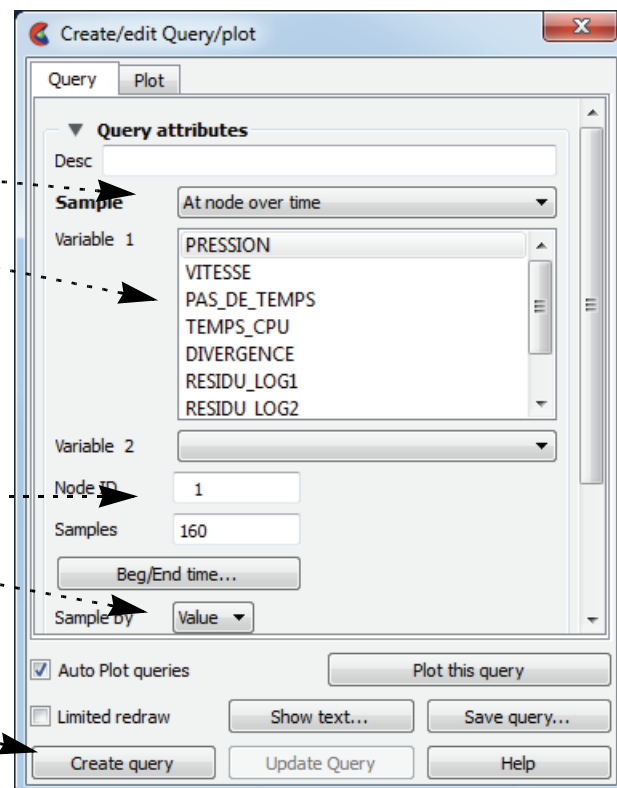 Create/edit Query/plot
Query Plot
Query attributes
Desc
Sample At node over time
Variable 1 PRESSION
VITESSE
PAS_DE_TEMPS
TEMPS_CPU
DIVERGENCE
RESIDU_LOG1
RESIDU_LOG2
Variable 2
Node ID 1
Samples 160
Beg/End time...
Sample by Value
Auto Plot queries Plot this query
Limited redraw Show text... Save query...
Create query Update Query Help